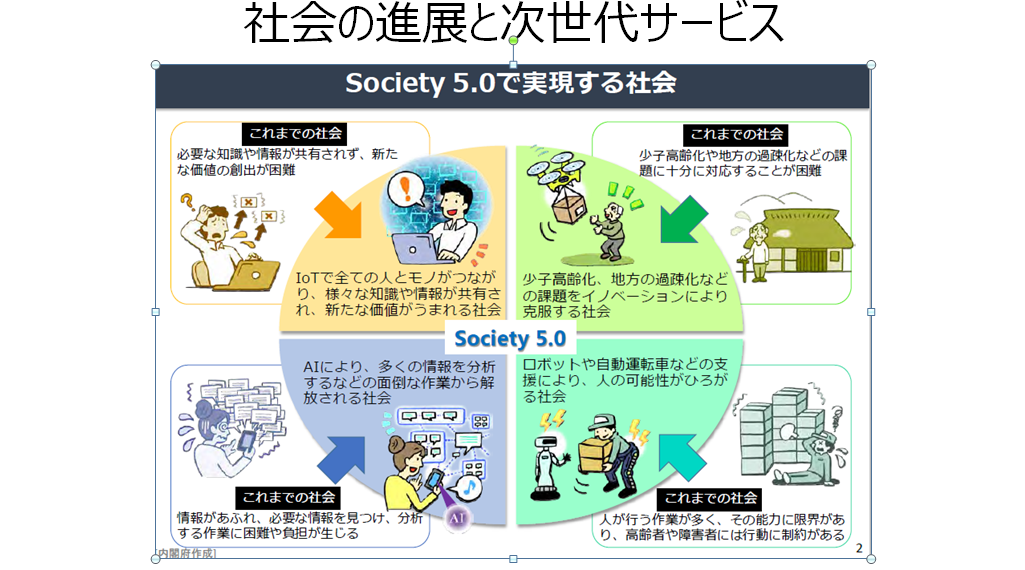 社会の進展と次世代サービス
Society 5.0で実現する社会
これまでの社会
必要な知識や情報が共有されず、新た
な価値の創出が困難
これまでの社会
少子高齢化や地方の過疎化などの課
題に十分に対応することが困難
IoTで全ての人とモノがつなが
り、様々な知識や情報が共有さ
れ、新たな価値がうまれる社会
少子高齢化、地方の過疎化など
の課題をイノベーションにより
克服する社会
Society 5.0
AIにより、多くの情報を分析
するなどの面倒な作業から解
放される社会
ロボットや自動運転車などの支
援により、人の可能性がひろが
る社会
AI
これまでの社会
情報があふれ、必要な情報を見つけ、分析
する作業に困難や負担が生じる
これまでの社会
人が行う作業が多く、その能力に限界があ
り、高齢者や障害者には行動に制約がある
内閣府作成]
2